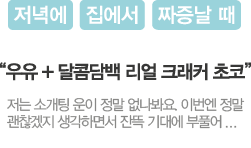 저녁에 집에서 짜증날 때
“우유 + 달콤담백 리얼 크래커 초코”
저는 소개팅 운이 정말 없나봐요. 이번엔 정말
괜찮겠지 생각하면서 잔뜩 기대에 부풀어 ...